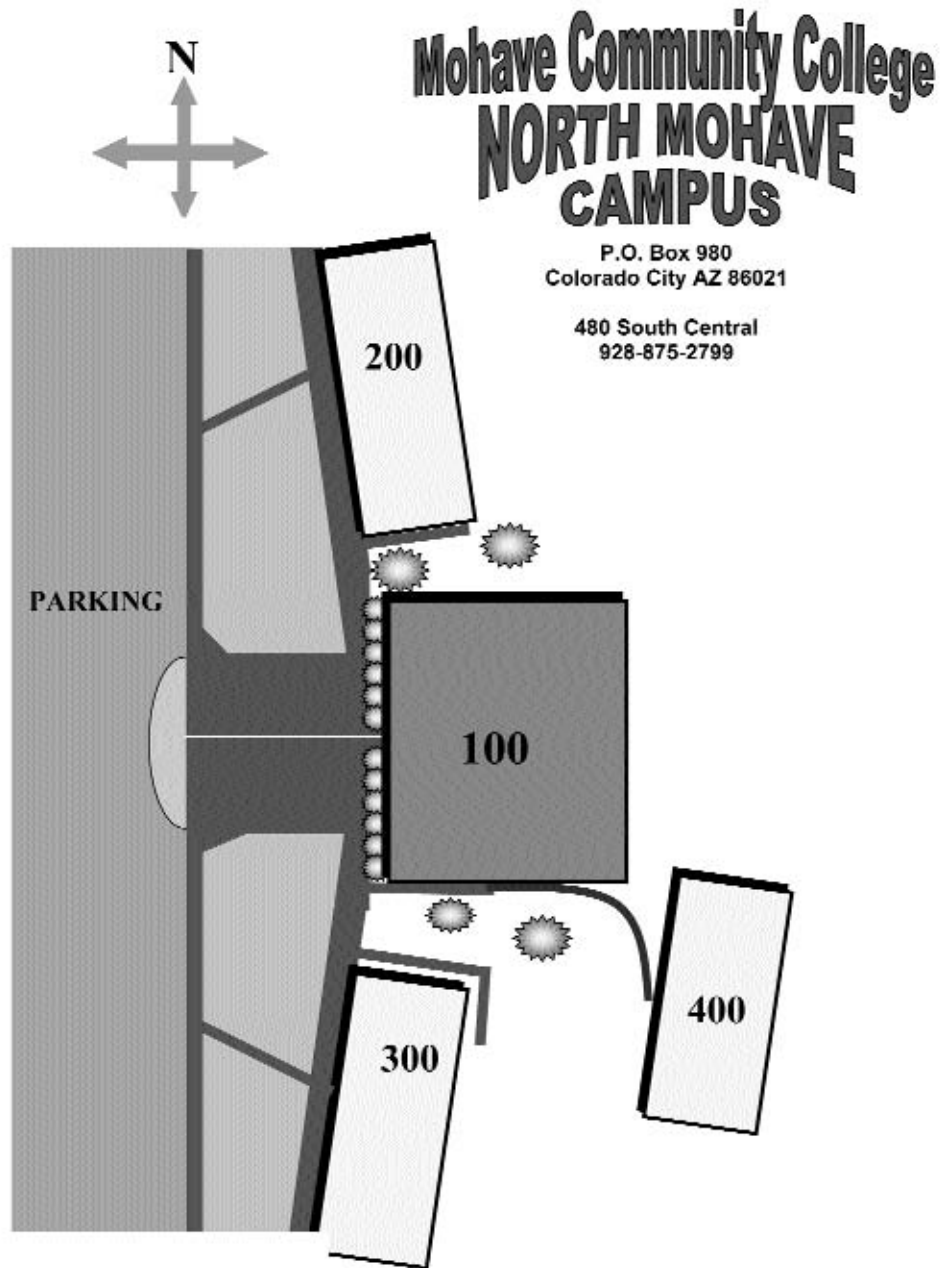 N
Mohave Community College
NORTH MOHAVE
CAMPUS
P.O. Box 980
Colorado City AZ 86021
480 South Central
928-875-2799
200
PARKING
100
400
300